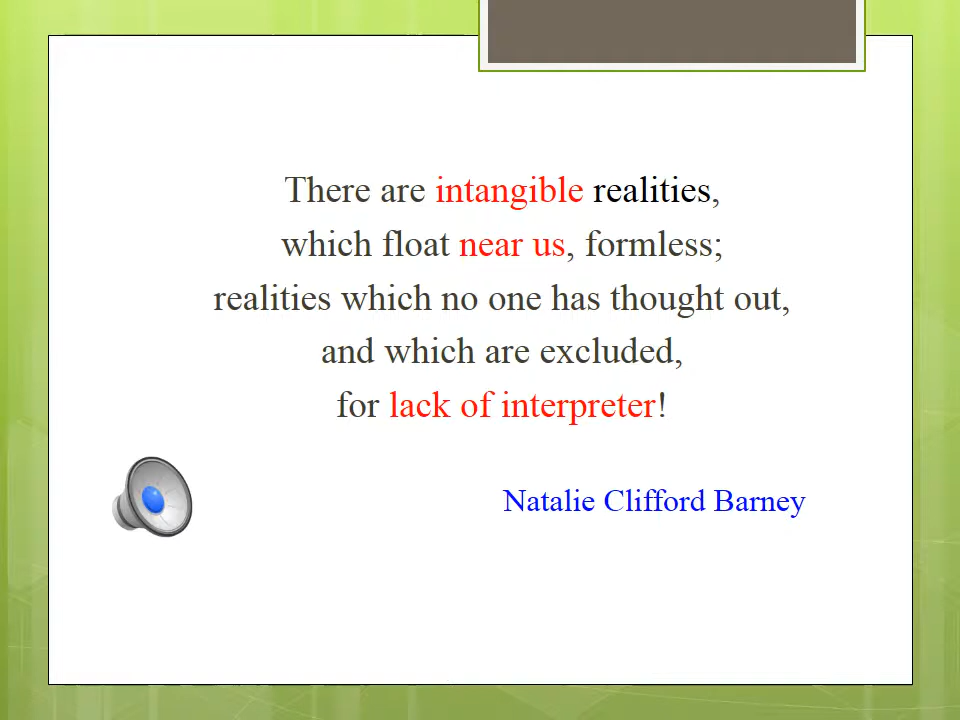 There are intangible realities,
which float near us, formless;
realities which no one has thought out,
and which are excluded,
for lack of interpreter!
Natalie Clifford Barney